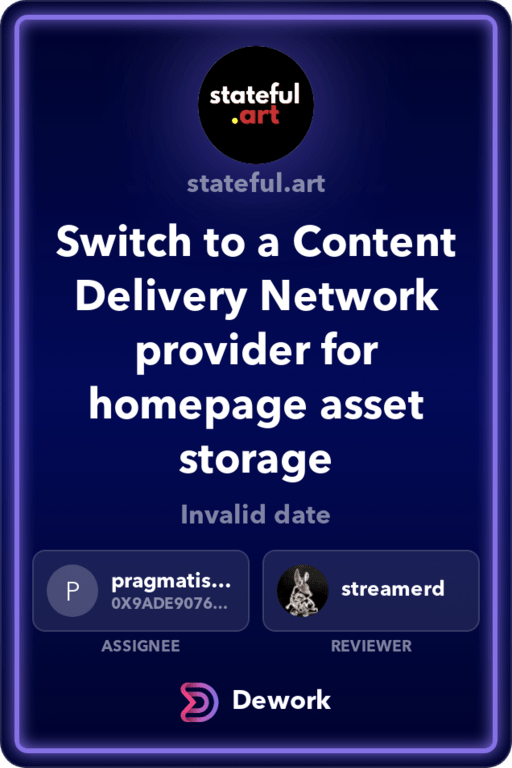 stateful
.art
stateful.art
Switch to a Content
Delivery Network
provider for
homepage asset
storage
Invalid date
P
pragmatis...
0X9ADE9076...
streamerd
ASSIGNEE
REVIEWER
Dework